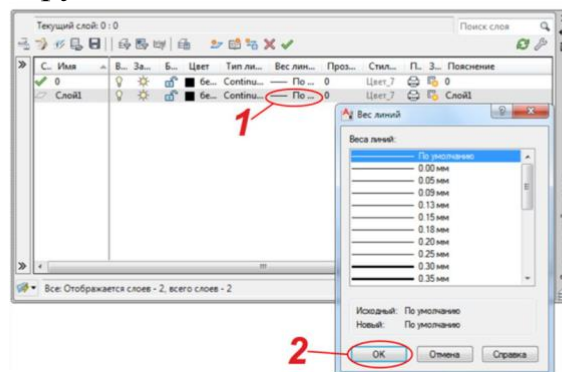 Текущий слой: 0 : 0
Поиск слоя
С.. Имя В... За... Б... Цвет Тип ли... Вес лин... Проз... Стил... П.. З... Пояснение
0 бе... Continu... По ... 0 Цвет_7 0
Слой1 бе... Continu... По ... 0 Цвет_7 Слой1
1
Вес линий
Веса линий:
По умолчанию
0.00 мм
0.05 мм
0.09 мм
0.13 мм
0.15 мм
0.18 мм
0.20 мм
0.25 мм
0.30 мм
0.35 мм
Все: Отображается слоев - 2, всего слоев - 2
Исходный: По умолчанию
Новый: По умолчанию
2
OK Отмена Справка